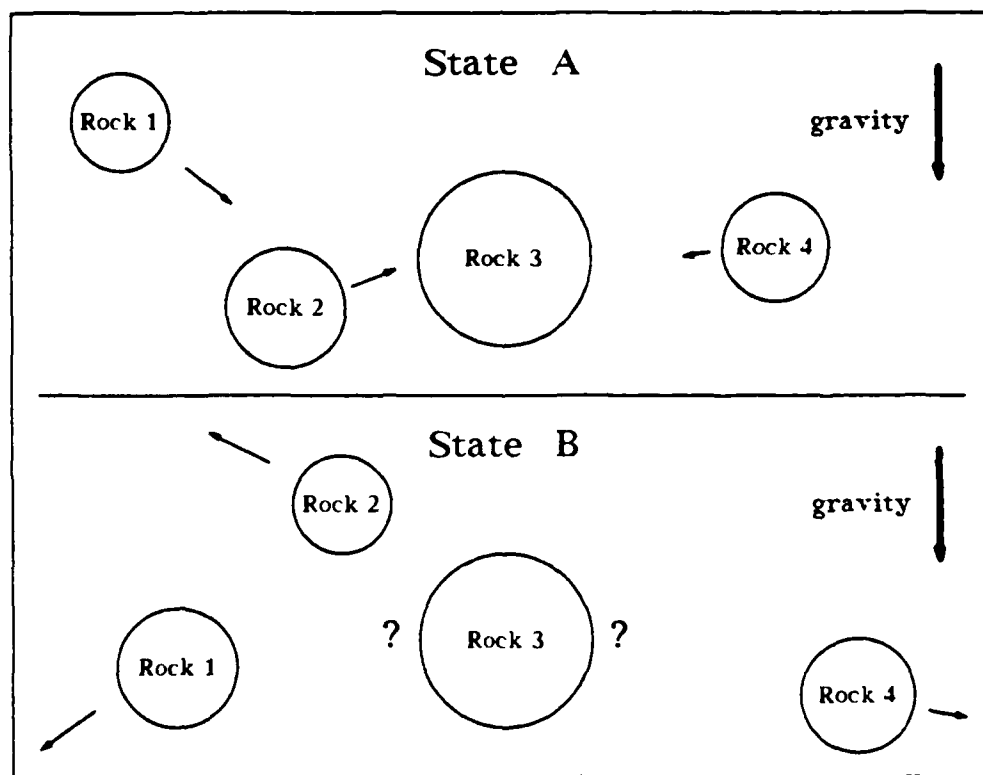 State A
Rock 1
gravity
Rock 2
Rock 3
Rock 4
State B
Rock 2
gravity
Rock 1
? Rock 3 ?
Rock 4